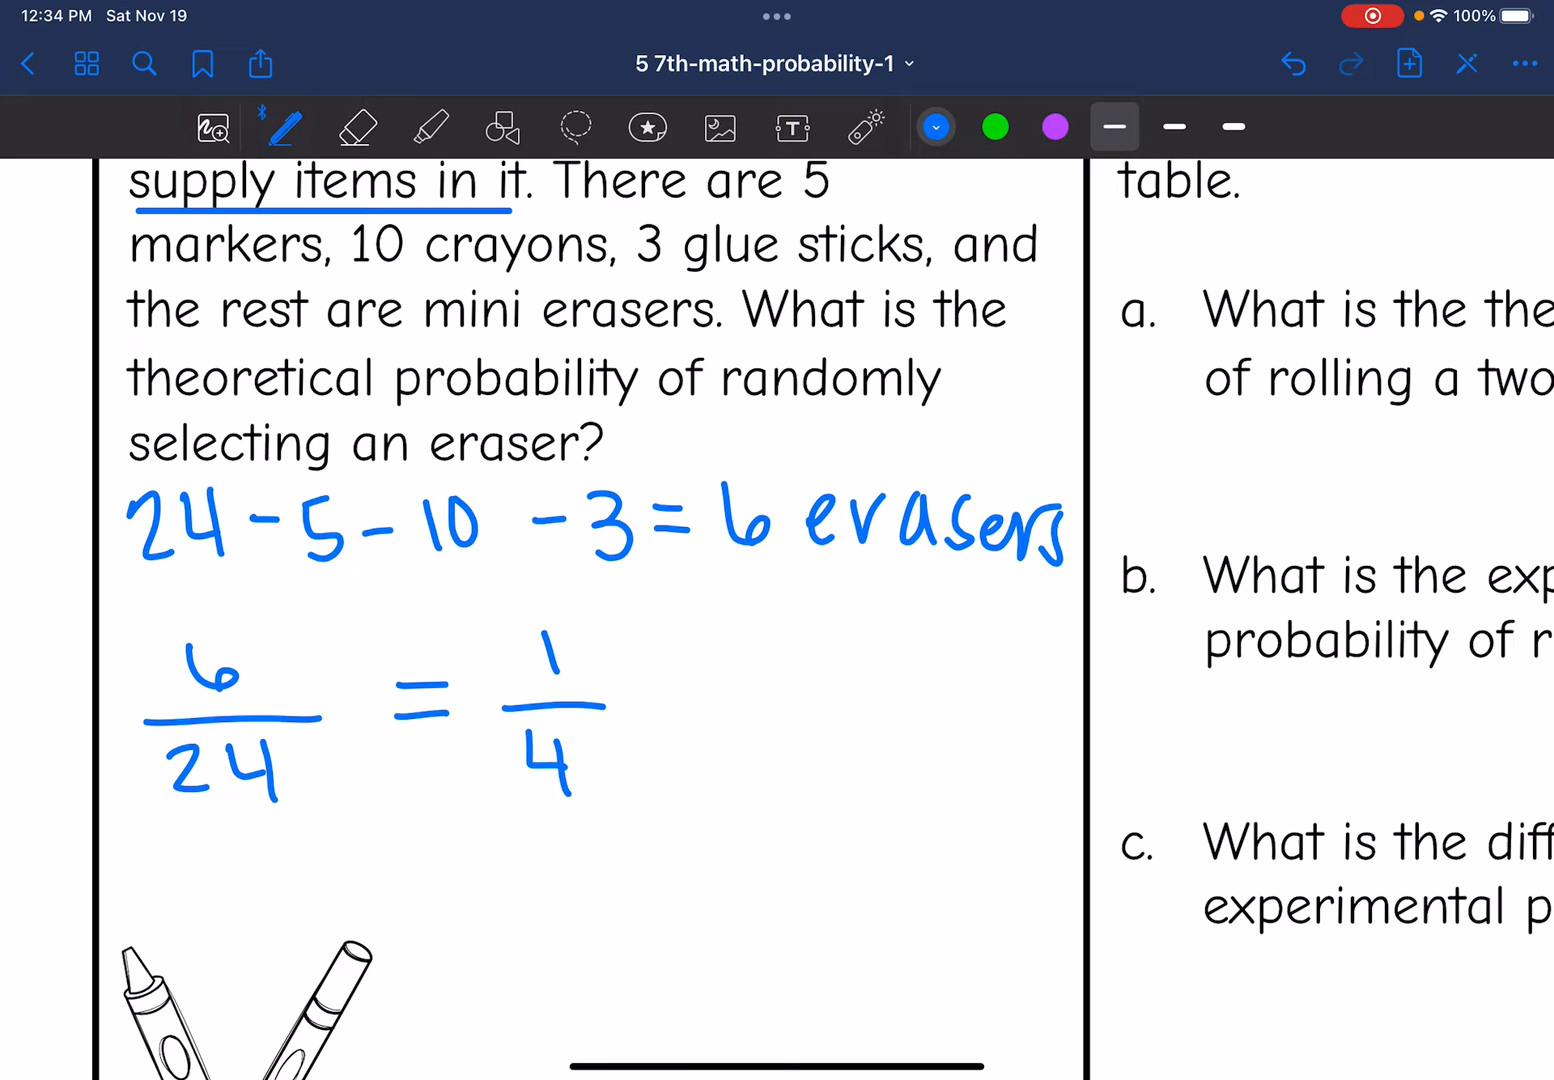 12:34 PM Sat Nov 19
100%
5 7th-math-probability-1
T
supply items in it. There are 5
markers, 10 crayons, 3 glue sticks, and
the rest are mini erasers. What is the
theoretical probability of randomly
selecting an eraser?
24 - 5 - 10 - 3 = 6 erasers
6
24
=
1
4
table.
a. What is the the
of rolling a two
b. What is the exp
probability of r
c. What is the diff
experimental p